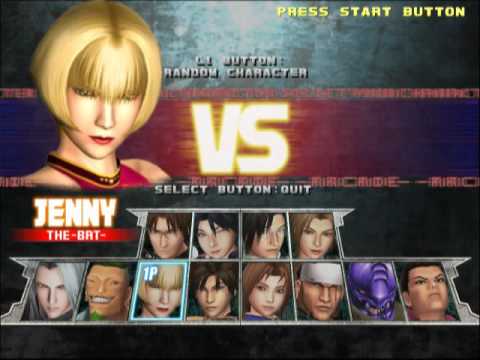 PRESS START BUTTON
L1 BUTTON:
RANDOM CHARACTER
VS
SELECT BUTTON:QUIT
JENNY
THE-BAT-
1P